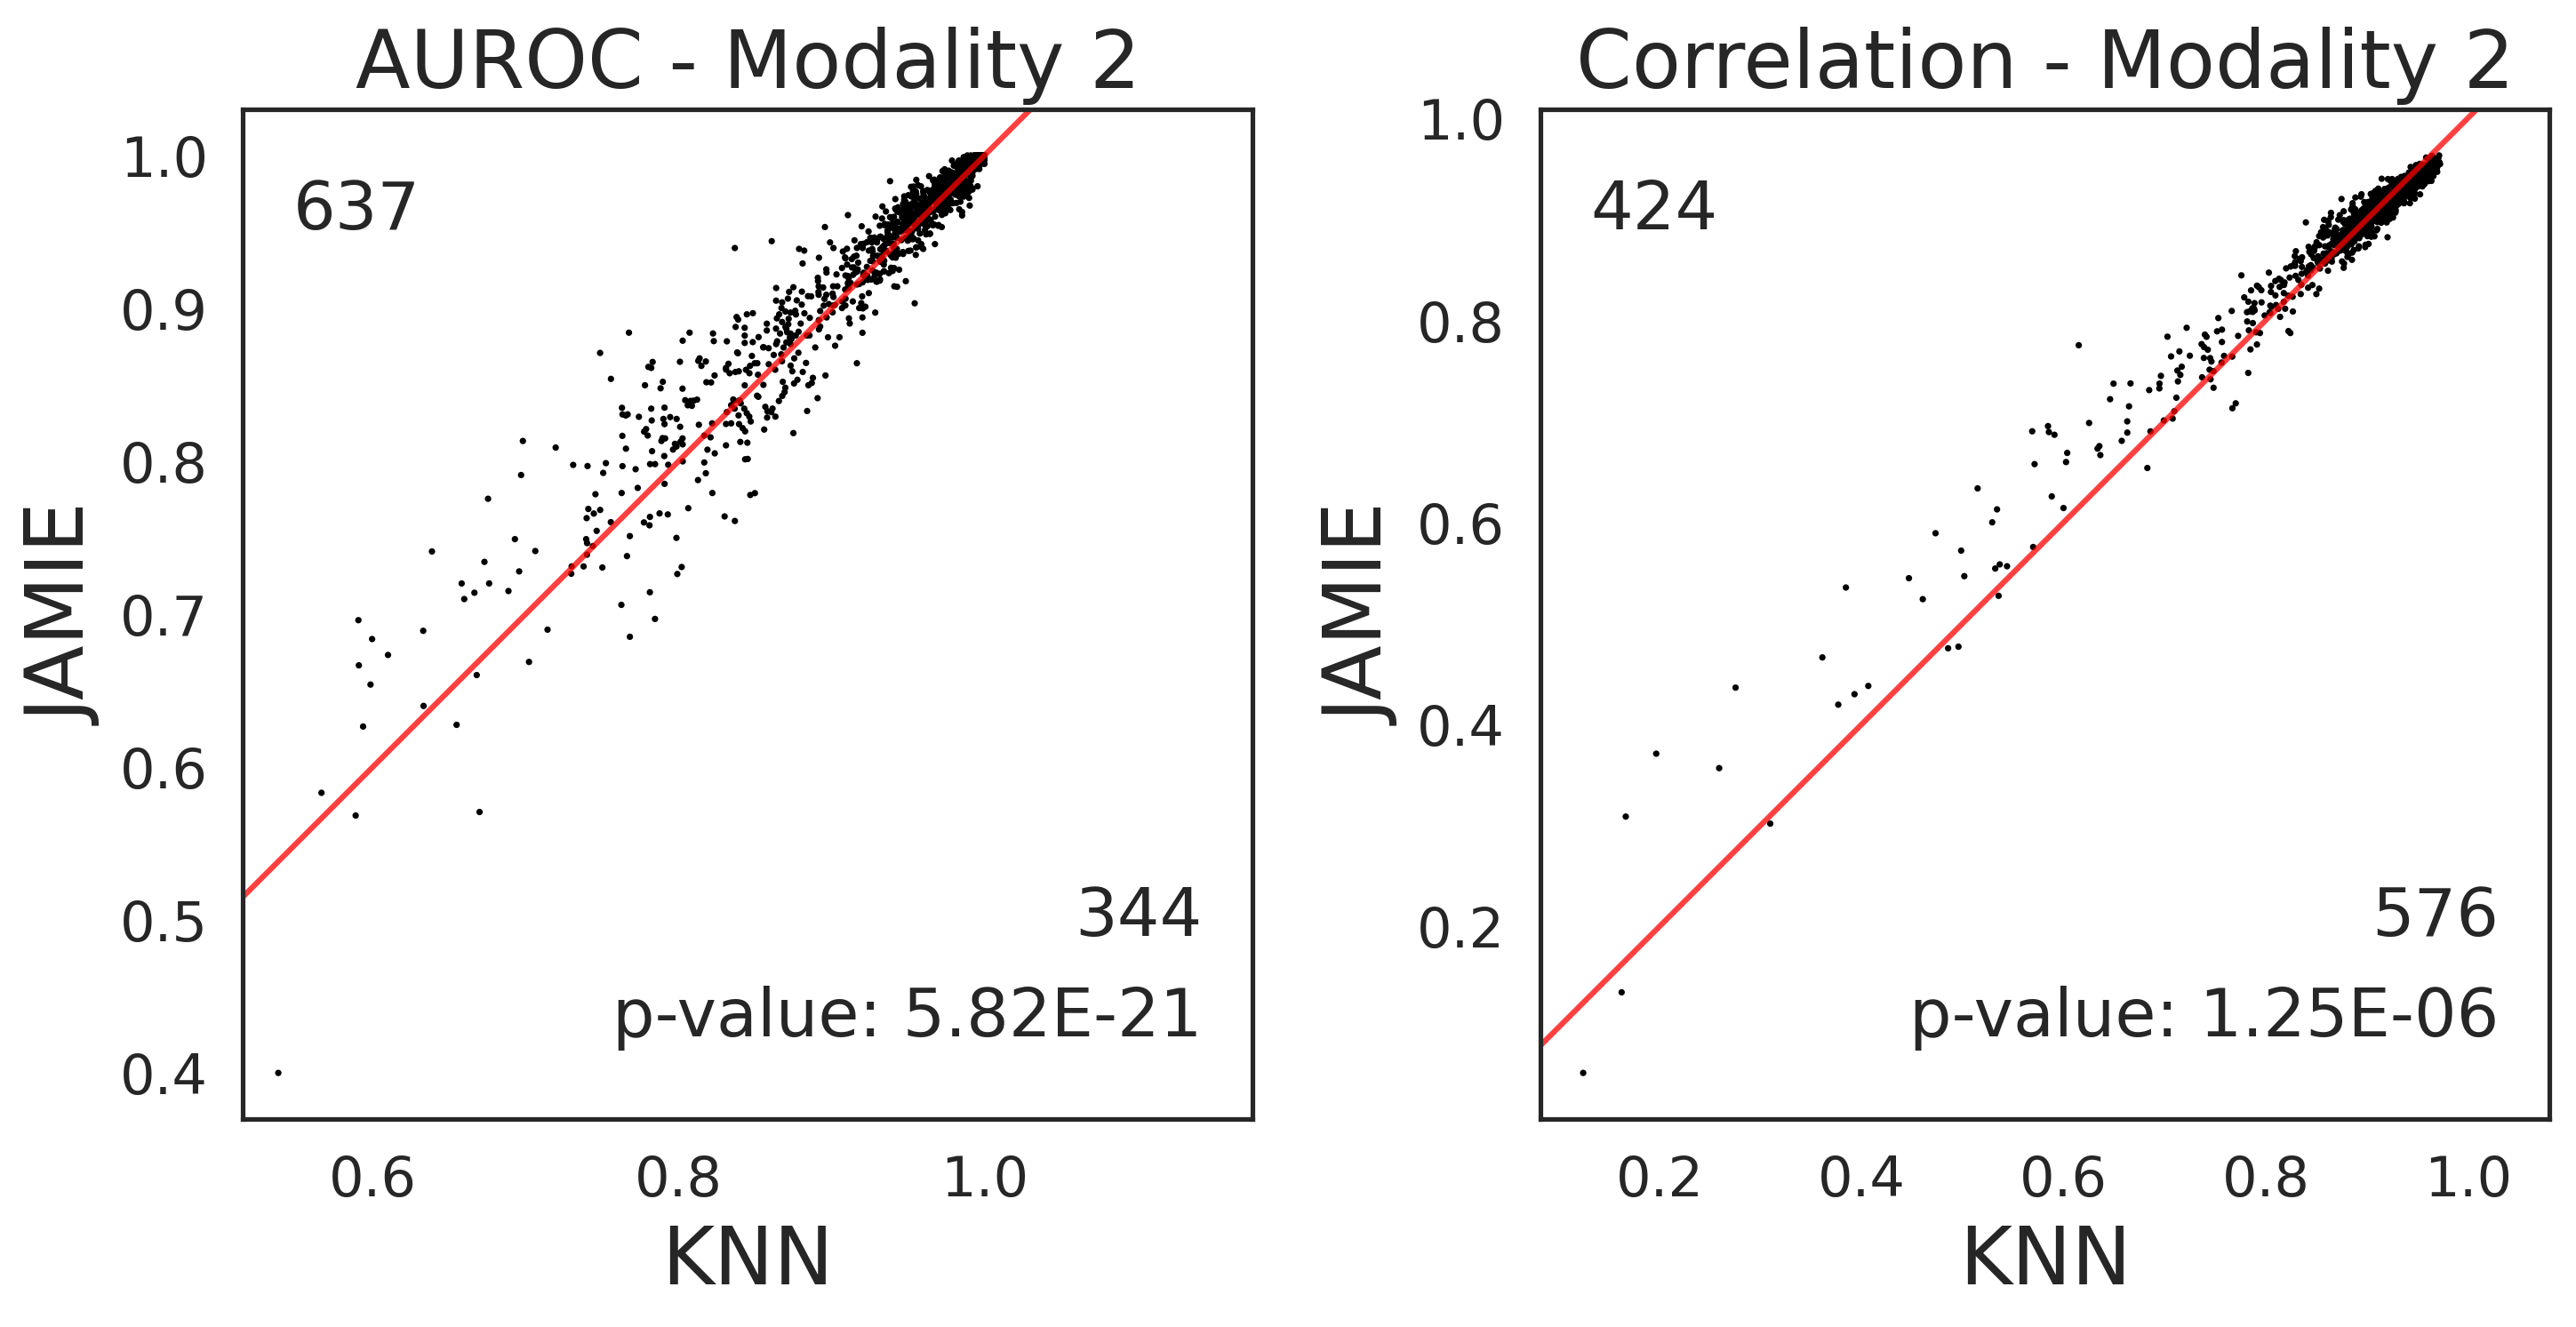 AUROC - Modality 2
637
344
p-value: 5.82E-21
1.0
0.9
0.8
0.7
0.6
0.5
0.4
0.6 0.8 1.0
JAMIE
KNN
Correlation - Modality 2
424
576
p-value: 1.25E-06
1.0
0.8
0.6
0.4
0.2
0.2 0.4 0.6 0.8 1.0
JAMIE
KNN